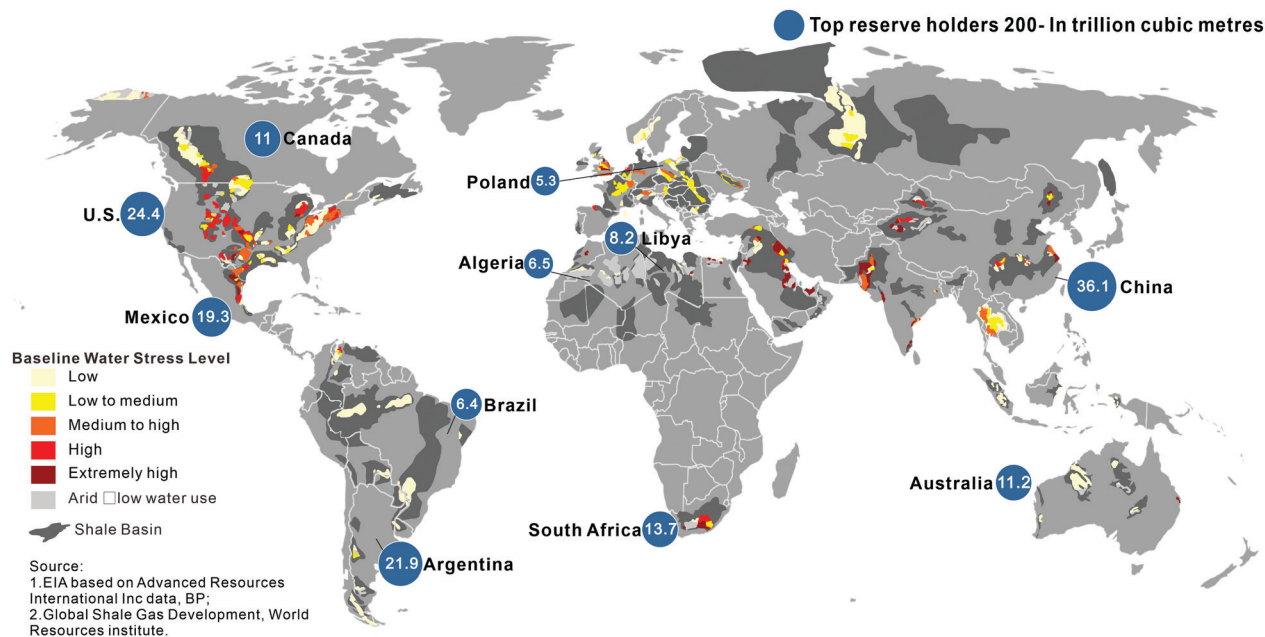 Top reserve holders 200- In trillion cubic metres
11 Canada
Poland 5.3
U.S. 24.4
8.2 Libya
Algeria 6.5
36.1 China
Mexico 19.3
Baseline Water Stress Level
Low
Low to medium
Medium to high
High
Extremely high
Arid □low water use
Shale Basin
6.4 Brazil
Australia 11.2
South Africa 13.7
21.9 Argentina
Source:
1.EIA based on Advanced Resources
International Inc data, BP;
2.Global Shale Gas Development, World
Resources institute.